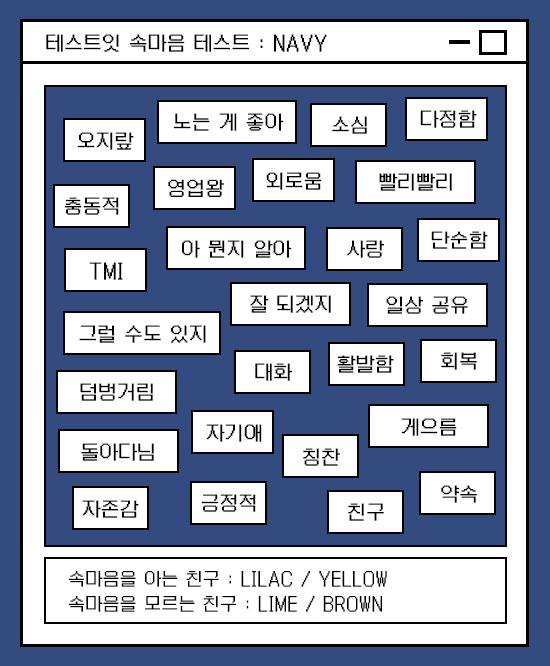 테스트잇 속마음 테스트 : NAVY
오지랖
노는 게 좋아
소심
다정함
충동적
영업왕
외로움
빨리빨리
TMI
아 뭔지 알아
사랑
단순함
그럴 수도 있지
잘 되겠지
일상 공유
덤벙거림
대화
활발함
회복
돌아다님
자기애
칭찬
게으름
자존감
긍정적
친구
약속
속마음을 아는 친구 : LILAC / YELLOW
속마음을 모르는 친구 : LIME / BROWN